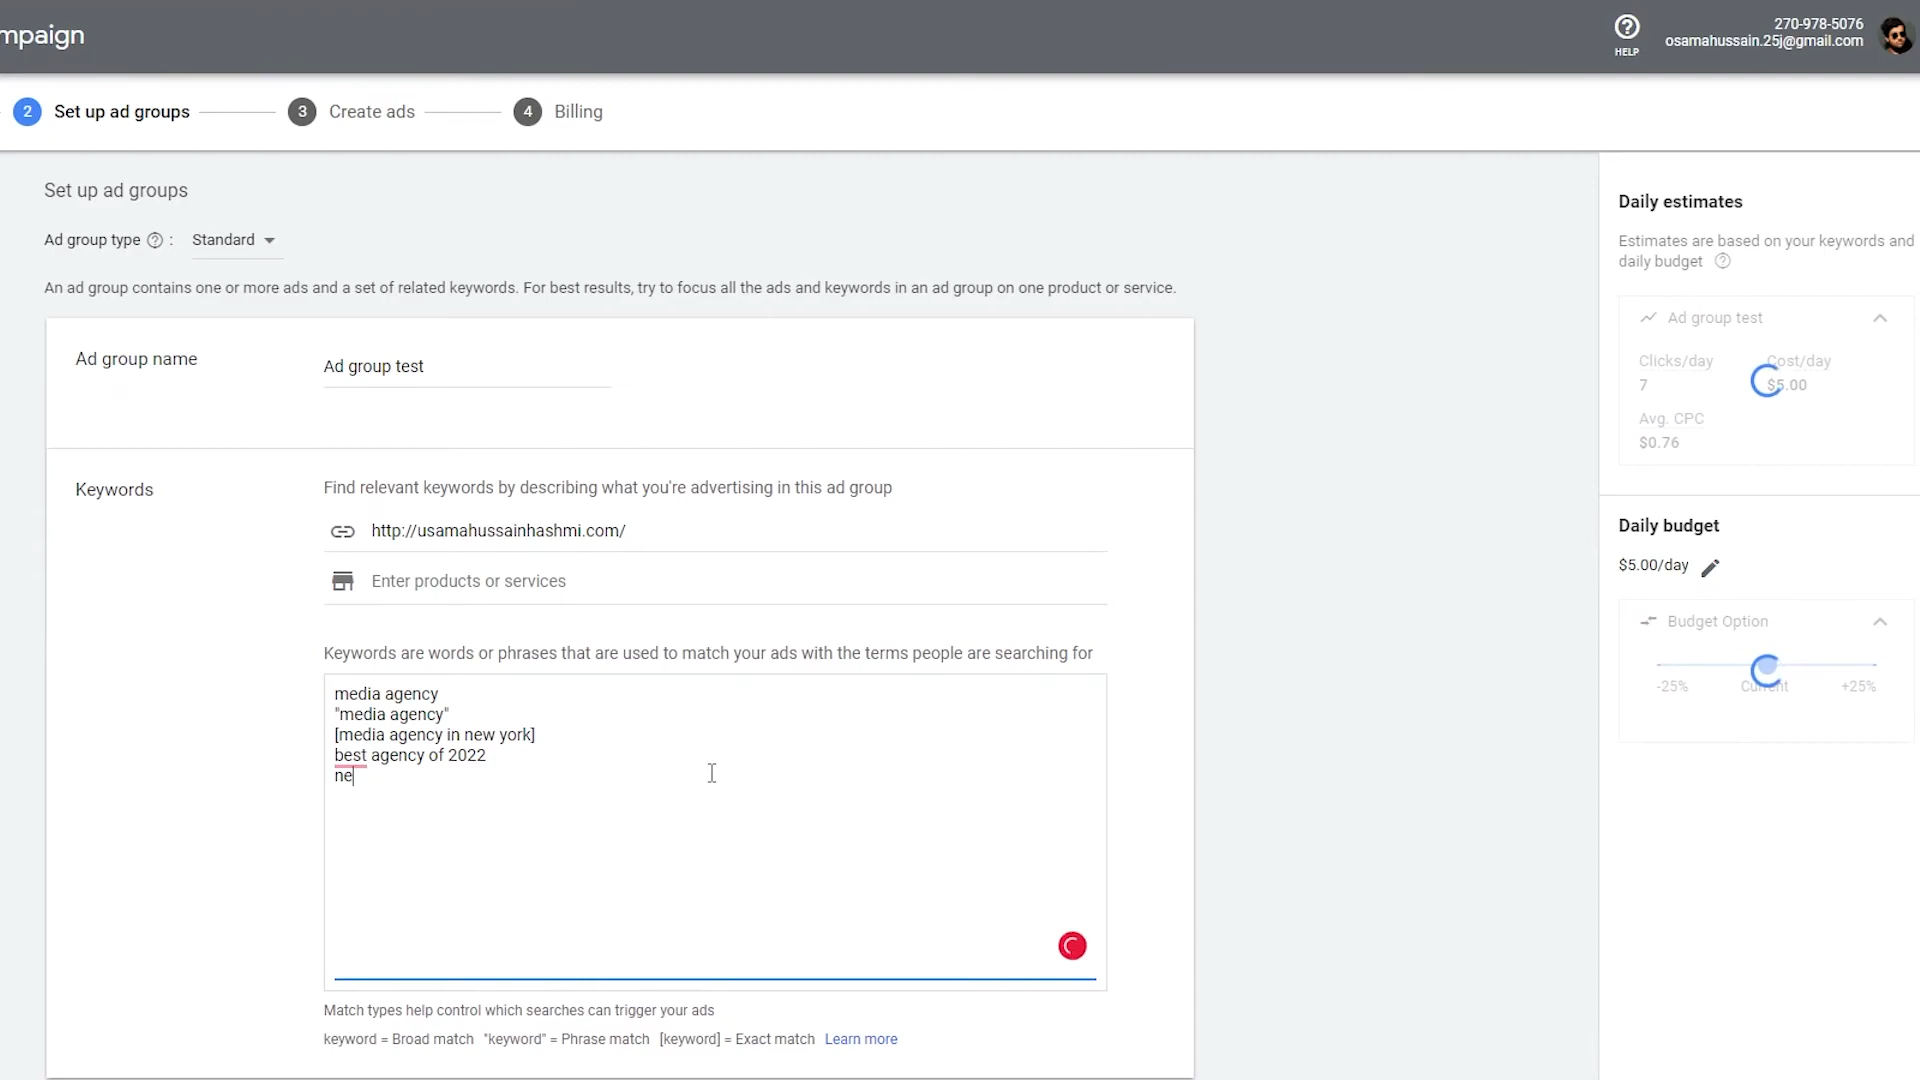 mpaign
HELP
270-978-5076
osamahussain.25j@gmail.com
2 Set up ad groups
3 Create ads
4 Billing
Set up ad groups
Ad group type ? : Standard
An ad group contains one or more ads and a set of related keywords. For best results, try to focus all the ads and keywords in an ad group on one product or service.
Ad group name
Ad group test
Keywords
Find relevant keywords by describing what you're advertising in this ad group
http://usamahussainhashmi.com/
Enter products or services
Keywords are words or phrases that are used to match your ads with the terms people are searching for
media agency
"media agency"
[media agency in new york]
best agency of 2022
ne
Match types help control which searches can trigger your ads
keyword = Broad match "keyword" = Phrase match [keyword] = Exact match Learn more
Daily estimates
Estimates are based on your keywords and
daily budget ?
Ad group test
Clicks/day Cost/day
7 $5.00
Avg. CPC
$0.76
Daily budget
$5.00/day
Budget Option
-25% Current +25%